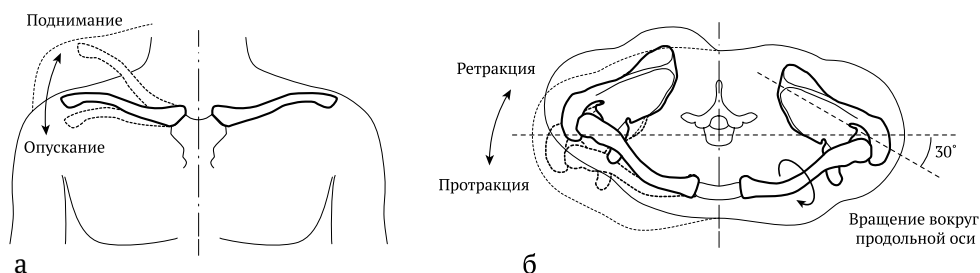 Поднимание
Опускание
а
Ретракция
Протракция
30°
Вращение вокруг
продольной оси
б